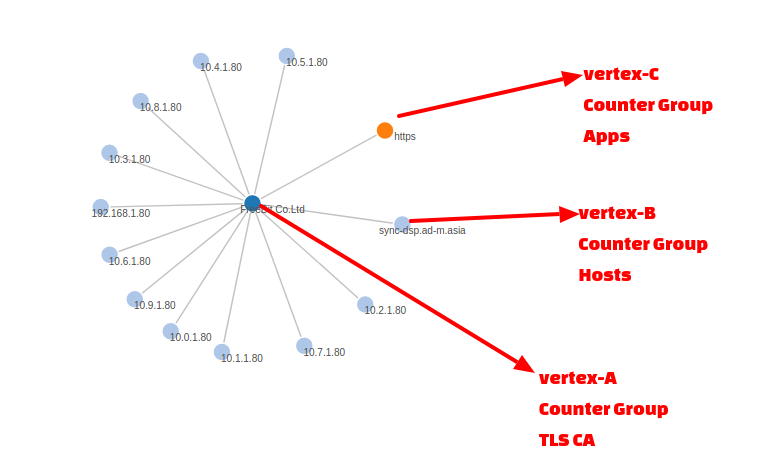 10.5.1.80
10.4.1.80
vertex-C
Counter Group
Apps
10.8.1.80
https
10.3.1.80
192.168.1.80
Co.Ltd
vertex-B
Counter Group
Hosts
sync-dsp.ad-m.asia
10.6.1.80
10.9.1.80
10.2.1.80
10.0.1.80
10.7.1.80
10.1.1.80
vertex-A
Counter Group
TLS CA